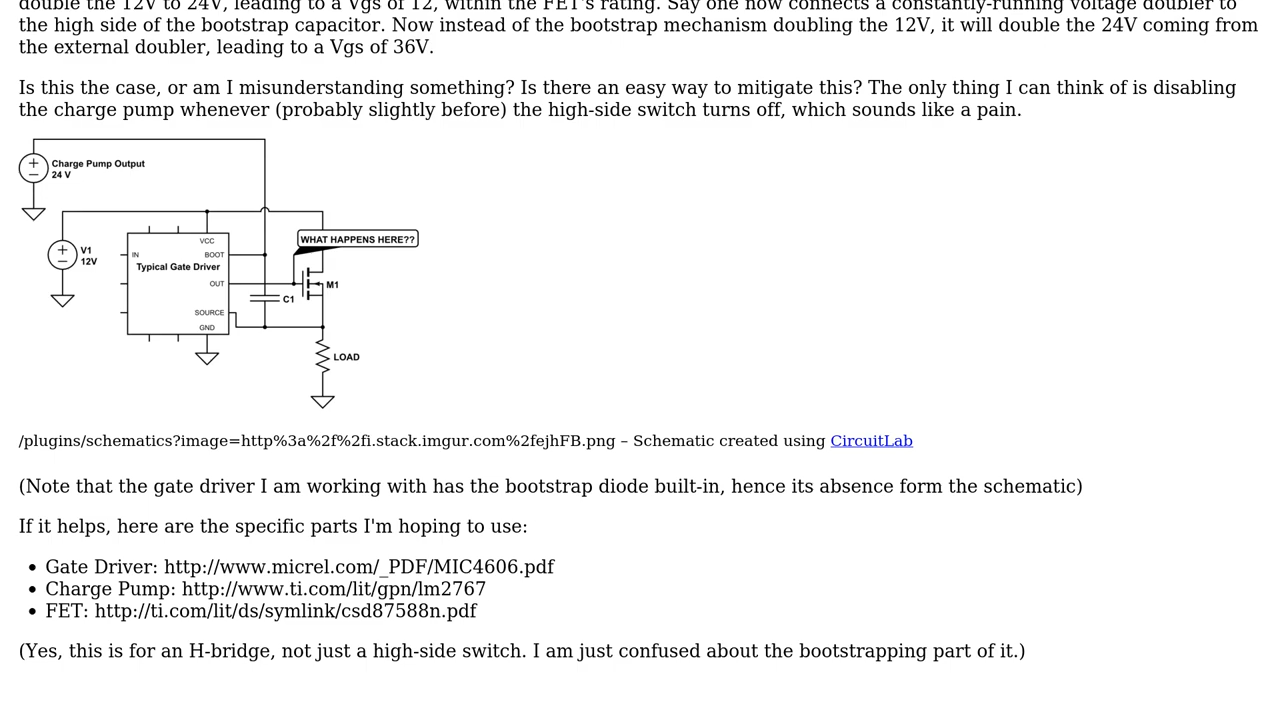 double the 12V to 24V, leading to a Vgs of 12, within the FET's rating. Say one now connects a constantly-running voltage doubler to
the high side of the bootstrap capacitor. Now instead of the bootstrap mechanism doubling the 12V, it will double the 24V coming from
the external doubler, leading to a Vgs of 36V.
Is this the case, or am I misunderstanding something? Is there an easy way to mitigate this? The only thing I can think of is disabling
the charge pump whenever (probably slightly before) the high-side switch turns off, which sounds like a pain.
Charge Pump Output
24 V
V1
12V
VCC
IN
BOOT
Typical Gate Driver
OUT
SOURCE
GND
WHAT HAPPENS HERE??
M1
C1
LOAD
/plugins/schematics?image=http%3a%2f%2fi.stack.imgur.com%2fejhFB.png – Schematic created using CircuitLab
(Note that the gate driver I am working with has the bootstrap diode built-in, hence its absence form the schematic)
If it helps, here are the specific parts I'm hoping to use:
• Gate Driver: http://www.micrel.com/_PDF/MIC4606.pdf
• Charge Pump: http://www.ti.com/lit/gpn/lm2767
• FET: http://ti.com/lit/ds/symlink/csd87588n.pdf
(Yes, this is for an H-bridge, not just a high-side switch. I am just confused about the bootstrapping part of it.)